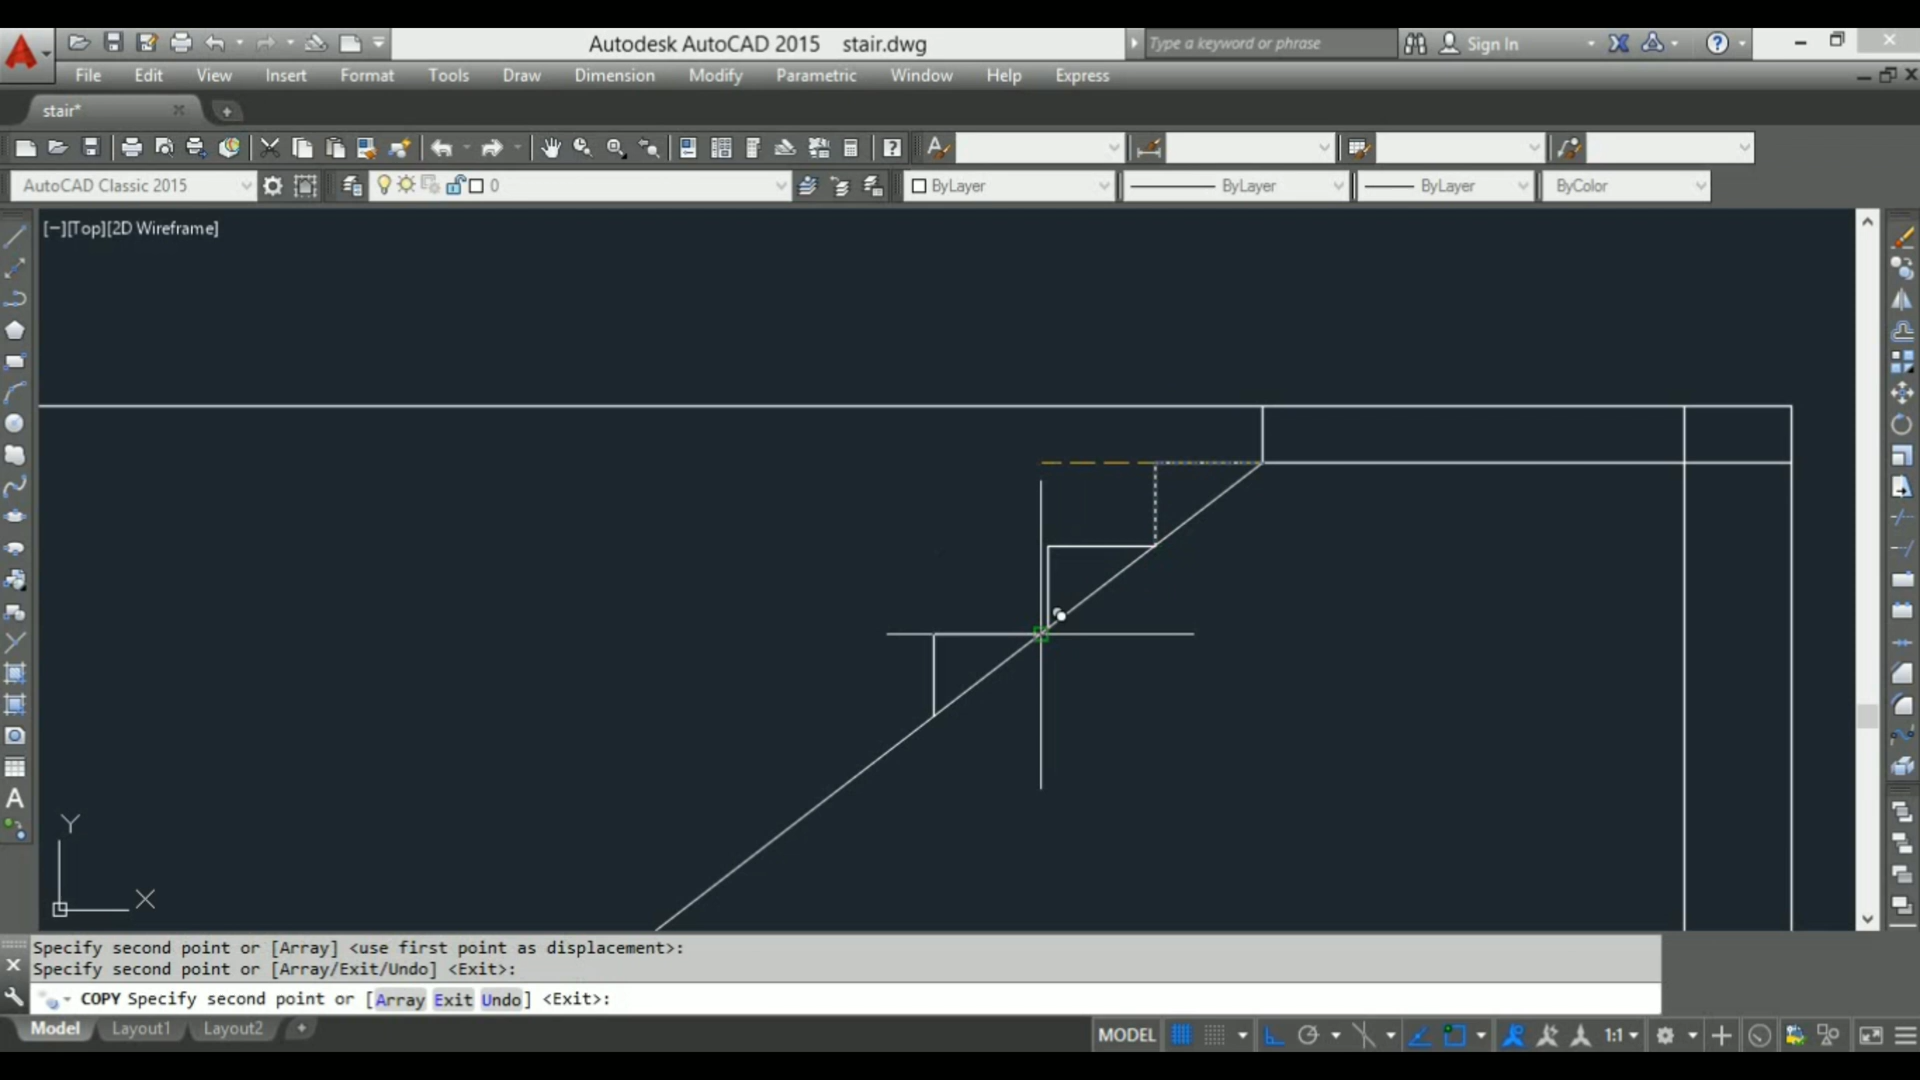 Autodesk AutoCAD 2015 stair.dwg
Type a keyword or phrase
Sign In
File Edit View Insert Format Tools Draw Dimension Modify Parametric Window Help Express
stair*
AutoCAD Classic 2015
0
ByLayer
ByLayer
ByLayer
ByColor
[−][Top][2D Wireframe]
Y
X
Specify second point or [Array] <use first point as displacement>:
Specify second point or [Array/Exit/Undo] <Exit>:
COPY Specify second point or [Array Exit Undo] <Exit>:
Model Layout1 Layout2
MODEL
1:1